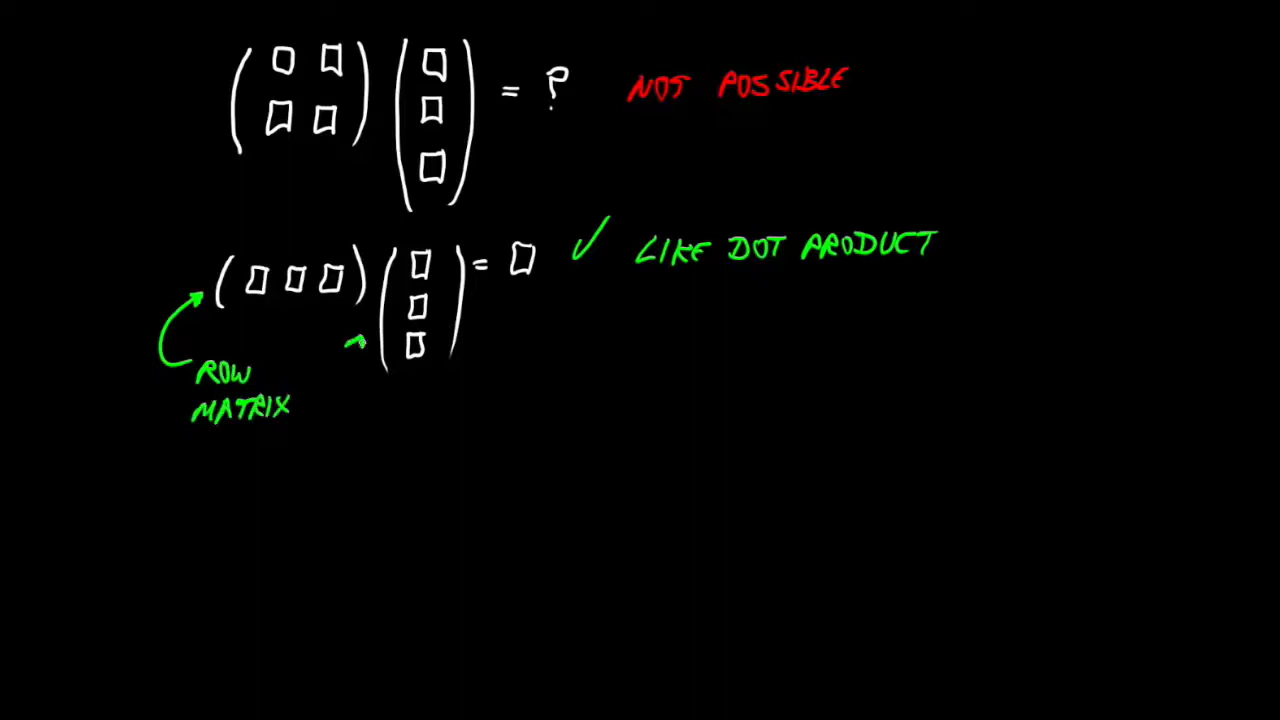 (□ □ □ □)(□ □ □) = ? NOT POSSIBLE
(□ □ □)(□ □ □) = □ ✓ LIKE DOT PRODUCT
ROW
MATRIX